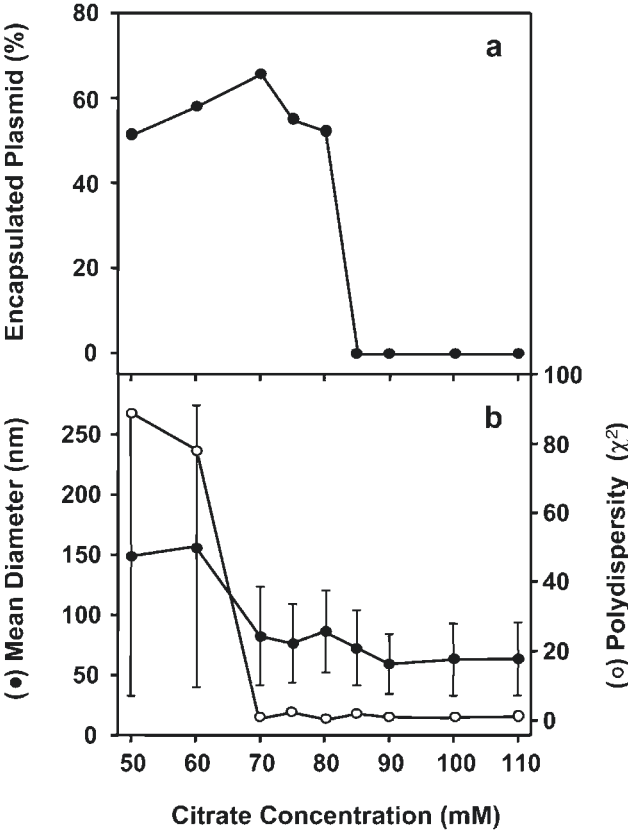 Encapsulated Plasmid (%)
80
60
40
20
0
a
(●) Mean Diameter (nm)
250
200
150
100
50
0
b
100
80
60
40
20
0
(o) Polydispersity (χ²)
50 60 70 80 90 100 110
Citrate Concentration (mM)